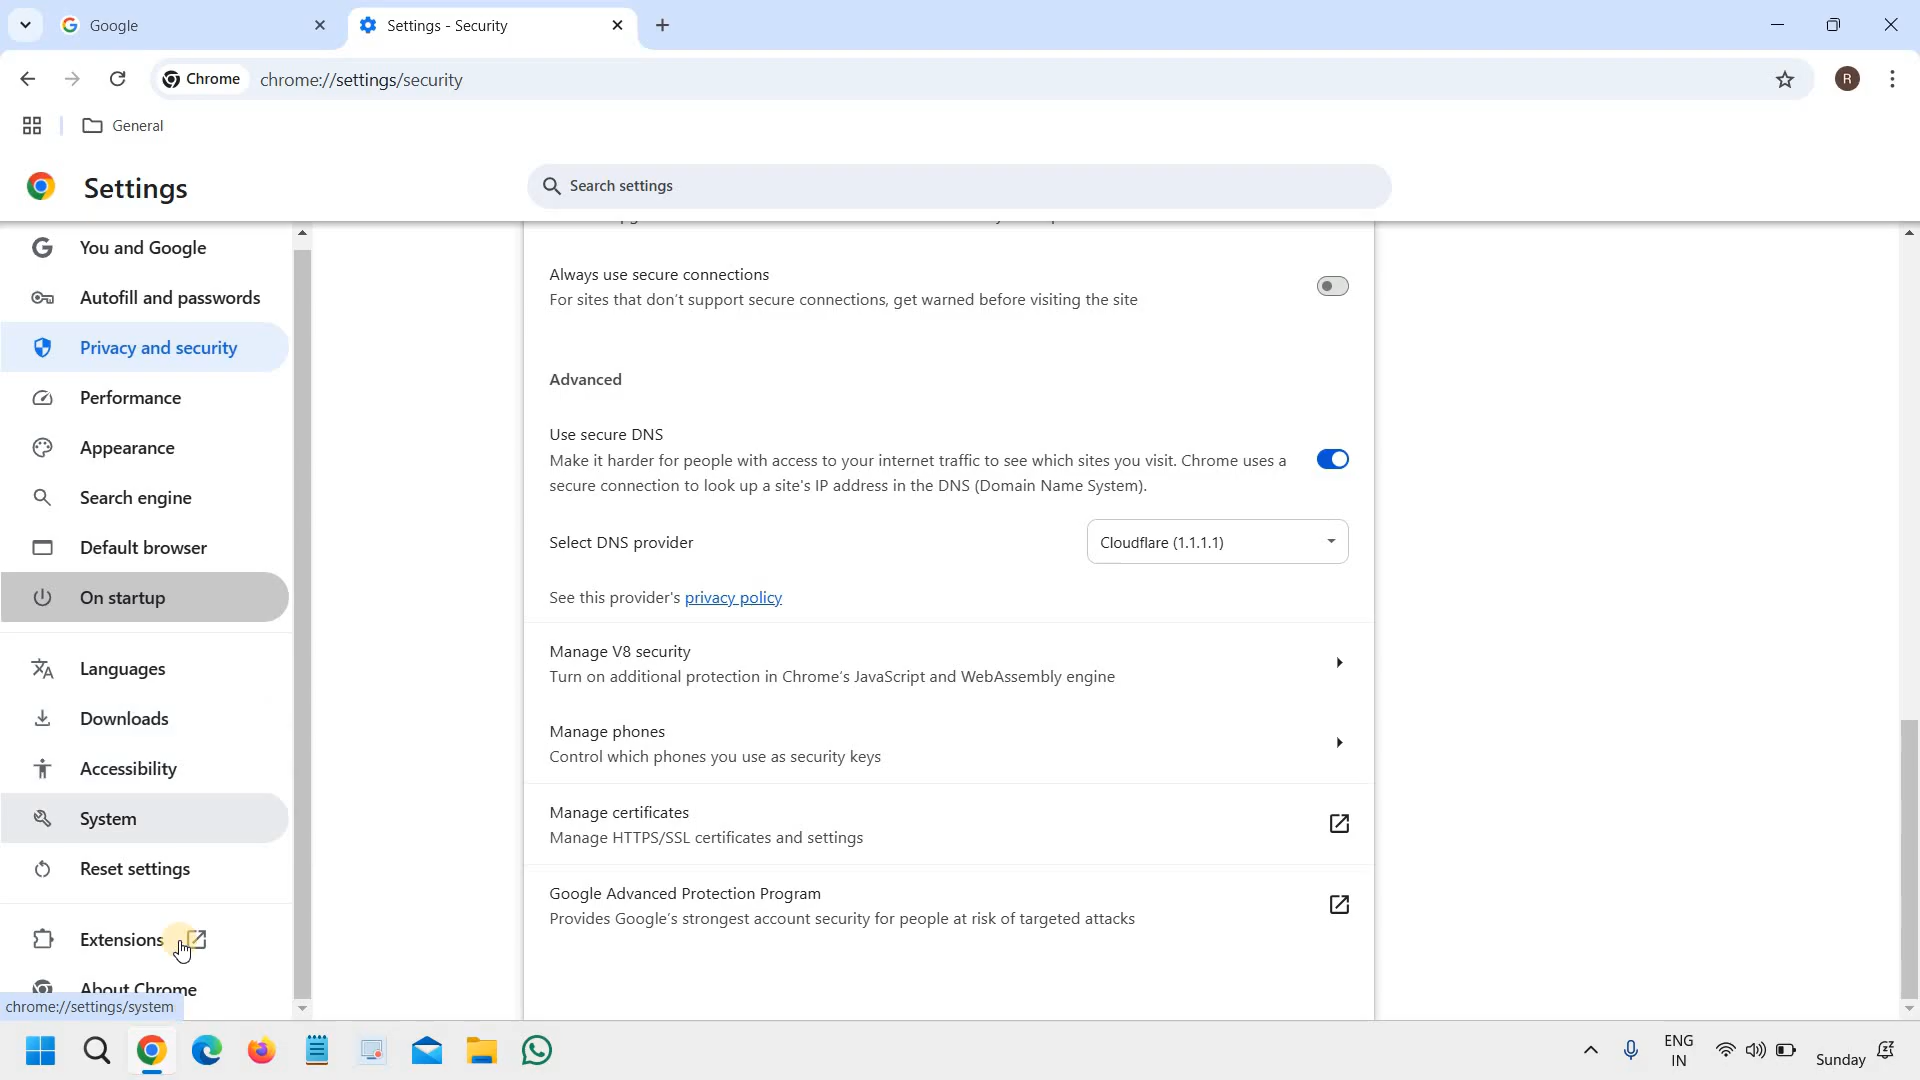 Google
Settings - Security
Chrome
chrome://settings/security
R
General
Settings
Search settings
You and Google
Autofill and passwords
Privacy and security
Performance
Appearance
Search engine
Default browser
On startup
Languages
Downloads
Accessibility
System
Reset settings
Extensions
About Chrome
chrome://settings/system
Always use secure connections
For sites that don't support secure connections, get warned before visiting the site
Advanced
Use secure DNS
Make it harder for people with access to your internet traffic to see which sites you visit. Chrome uses a
secure connection to look up a site's IP address in the DNS (Domain Name System).
Select DNS provider
Cloudflare (1.1.1.1)
See this provider's privacy policy
Manage V8 security
Turn on additional protection in Chrome's JavaScript and WebAssembly engine
Manage phones
Control which phones you use as security keys
Manage certificates
Manage HTTPS/SSL certificates and settings
Google Advanced Protection Program
Provides Google's strongest account security for people at risk of targeted attacks
ENG
IN
Sunday